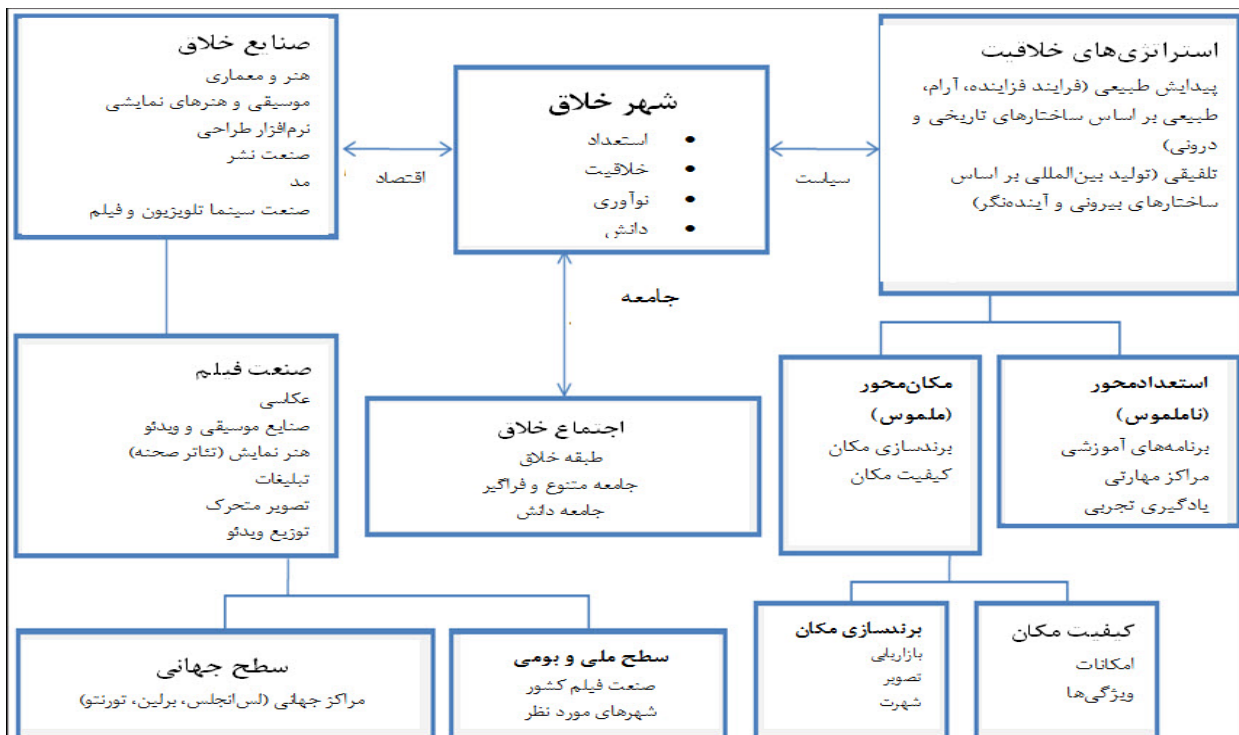 استراتژی‌های خلاقیت
پیدایش طبیعی (فرایند فزاینده، آرام،
طبیعی بر اساس ساختارهای تاریخی و
درونی)
تلفیقی (تولید بین‌المللی بر اساس
ساختارهای بیرونی و آینده‌نگر)
سیاست
شهر خلاق
• استعداد
• خلاقیت
• نوآوری
• دانش
اقتصاد
صنایع خلاق
هنر و معماری
موسیقی و هنرهای نمایشی
نرم‌افزار طراحی
صنعت نشر
مد
صنعت سینما تلویزیون و فیلم
جامعه
استعدادمحور
(ناملموس)
برنامه‌های آموزشی
مراکز مهارتی
یادگیری تجربی
مکان‌محور
(ملموس)
برندسازی مکان
کیفیت مکان
اجتماع خلاق
طبقه خلاق
جامعه متنوع و فراگیر
جامعه دانش
صنعت فیلم
عکاسی
صنایع موسیقی و ویدئو
هنر نمایش (تئاتر صحنه)
تبلیغات
تصویر متحرک
توزیع ویدئو
کیفیت مکان
امکانات
ویژگی‌ها
برندسازی مکان
بازاریابی
تصویر
شهرت
سطح ملی و بومی
صنعت فیلم کشور
شهرهای مورد نظر
سطح جهانی
مراکز جهانی (لس‌انجلس، برلین، تورنتو)